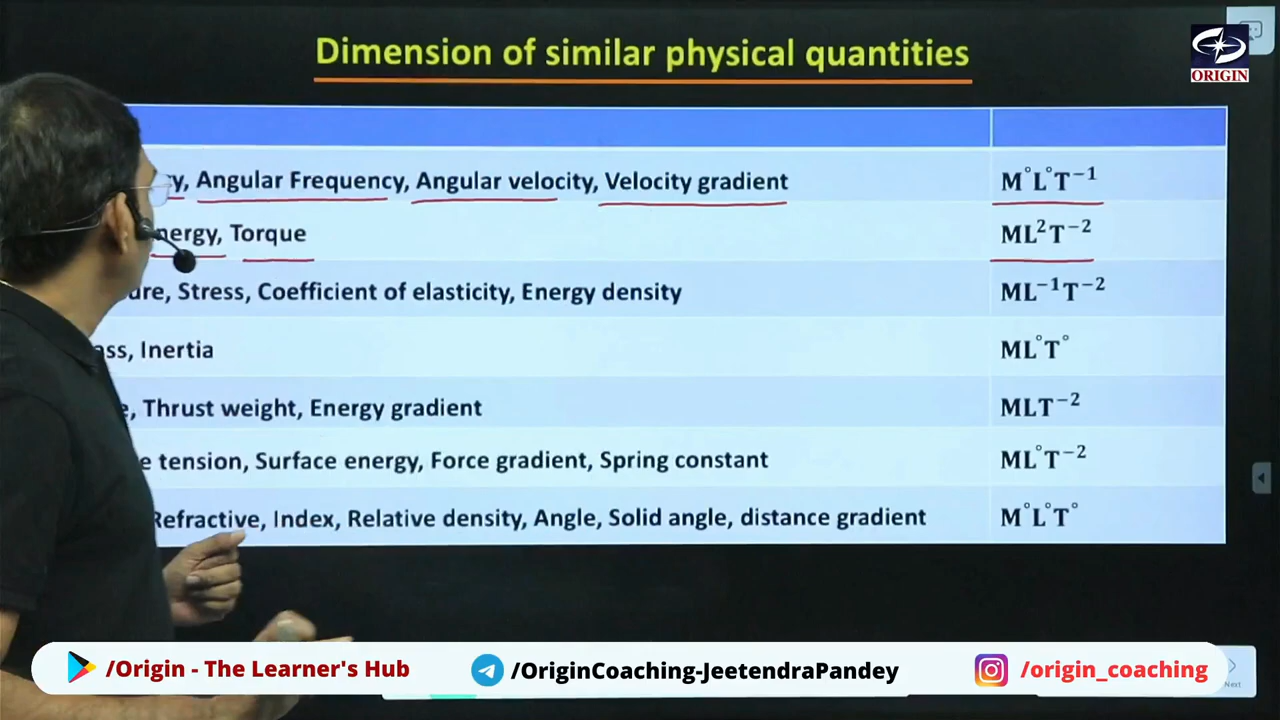 Dimension of similar physical quantities
ORIGIN
Angular Frequency, Angular velocity, Velocity gradient M°L°T⁻¹
Torque ML²T⁻²
Stress, Coefficient of elasticity, Energy density ML⁻¹T⁻²
Inertia ML°T°
Thrust weight, Energy gradient MLT⁻²
tension, Surface energy, Force gradient, Spring constant ML°T⁻²
Refractive, Index, Relative density, Angle, Solid angle, distance gradient M°L°T°
/Origin - The Learner's Hub /OriginCoaching-JeetendraPandey /origin_coaching
Next